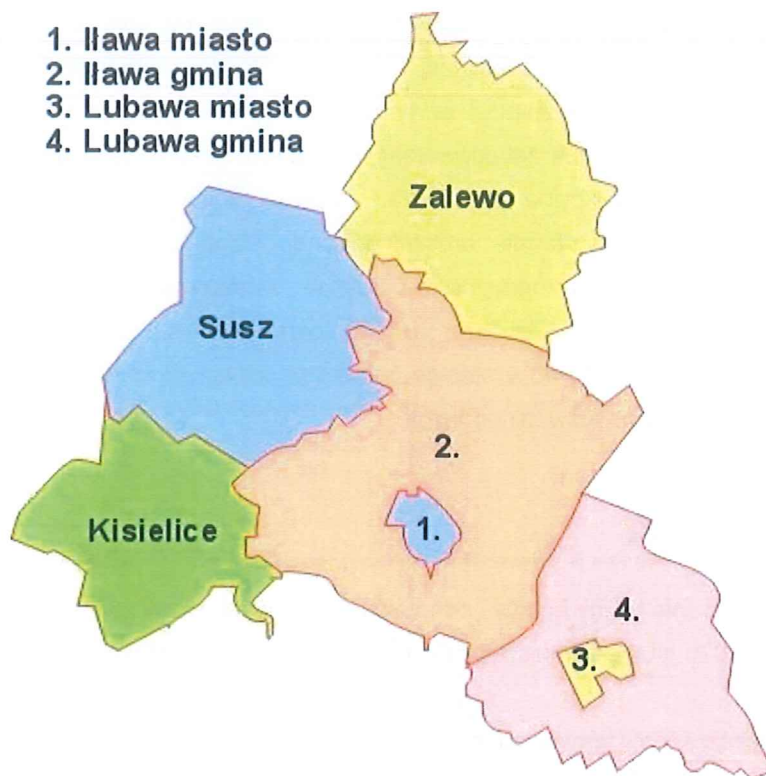 1. Iława miasto
2. Iława gmina
3. Lubawa miasto
4. Lubawa gmina
Zalewo
Susz
2.
1.
Kisielice
4.
3.